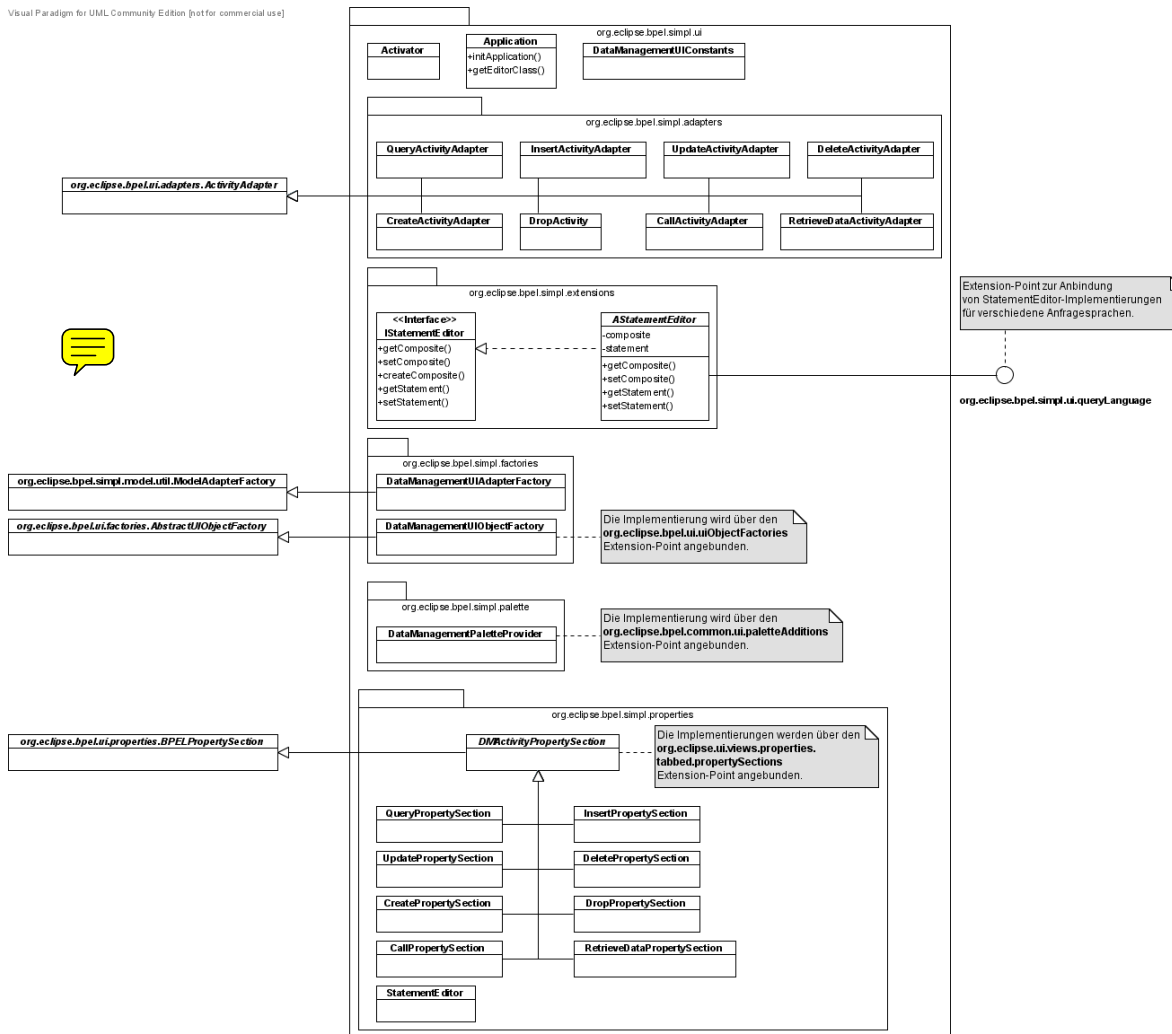 Visual Paradigm for UML Community Edition [not for commercial use]
org.eclipse.bpel.simpl.ui
Activator
Application
+initApplication()
+getEditorClass()
DataManagementUIConstants
org.eclipse.bpel.simpl.adapters
QueryActivityAdapter
InsertActivityAdapter
UpdateActivityAdapter
DeleteActivityAdapter
org.eclipse.bpel.ui.adapters.ActivityAdapter
CreateActivityAdapter
DropActivity
CallActivityAdapter
RetrieveDataActivityAdapter
org.eclipse.bpel.simpl.extensions
<<Interface>>
IStatementEditor
+getComposite()
+setComposite()
+createComposite()
+getStatement()
+setStatement()
AStatementEditor
-composite
-statement
+getComposite()
+setComposite()
+getStatement()
+setStatement()
Extension-Point zur Anbindung
von StatementEditor-Implementierungen
für verschiedene Anfragesprachen.
org.eclipse.bpel.simpl.ui.queryLanguage
org.eclipse.bpel.simpl.factories
org.eclipse.bpel.simpl.model.util.ModelAdapterFactory
DataManagementUIAdapterFactory
org.eclipse.bpel.ui.factories.AbstractUIObjectFactory
DataManagementUIObjectFactory
Die Implementierung wird über den
org.eclipse.bpel.ui.uiObjectFactories
Extension-Point angebunden.
org.eclipse.bpel.simpl.palette
DataManagementPaletteProvider
Die Implementierung wird über den
org.eclipse.bpel.common.ui.paletteAdditions
Extension-Point angebunden.
org.eclipse.bpel.simpl.properties
org.eclipse.bpel.ui.properties.BPELPropertySection
DMActivityPropertySection
Die Implementierungen werden über den
org.eclipse.ui.views.properties.
tabbed.propertySections
Extension-Point angebunden.
QueryPropertySection
InsertPropertySection
UpdatePropertySection
DeletePropertySection
CreatePropertySection
DropPropertySection
CallPropertySection
RetrieveDataPropertySection
StatementEditor